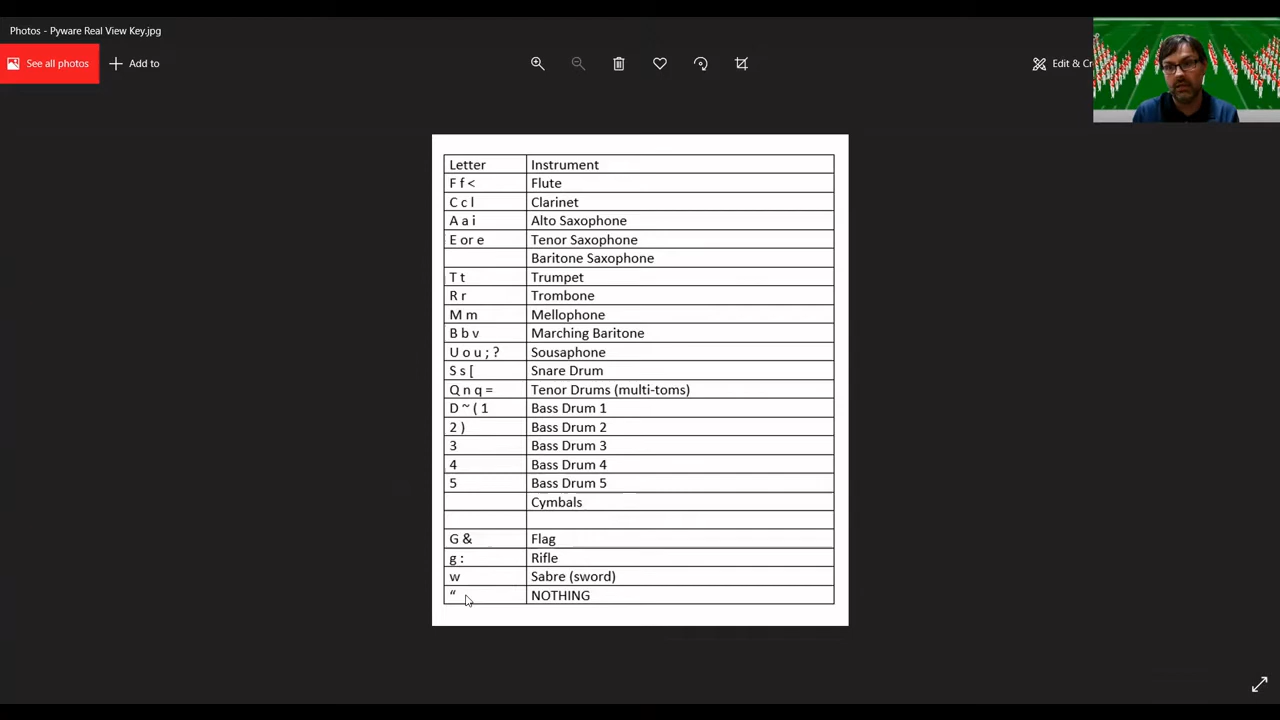 Photos - Pyware Real View Key.jpg
See all photos
Add to
Edit & Cr
Letter Instrument
F f < Flute
C c l Clarinet
A a i Alto Saxophone
E or e Tenor Saxophone
Baritone Saxophone
T t Trumpet
R r Trombone
M m Mellophone
B b v Marching Baritone
U o u ; ? Sousaphone
S s [ Snare Drum
Q n q = Tenor Drums (multi-toms)
D ~ ( 1 Bass Drum 1
2 ) Bass Drum 2
3 Bass Drum 3
4 Bass Drum 4
5 Bass Drum 5
Cymbals
G & Flag
g : Rifle
w Sabre (sword)
“ NOTHING